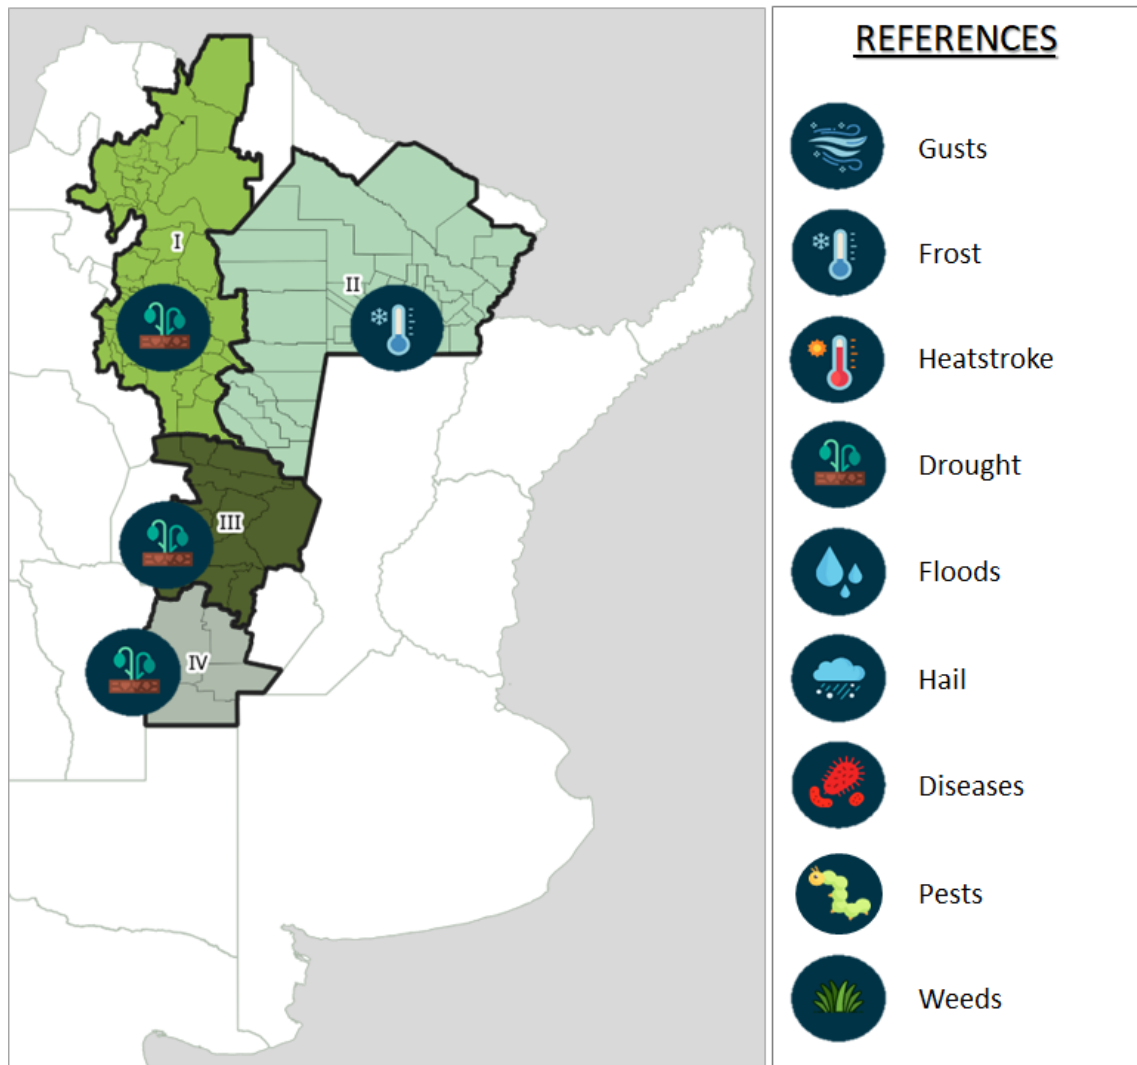 REFERENCES
I
II
III
IV
Gusts
Frost
Heatstroke
Drought
Floods
Hail
Diseases
Pests
Weeds